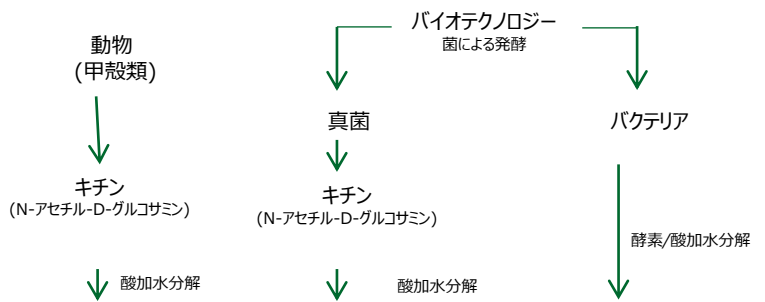 バイオテクノロジー
菌による発酵
動物
(甲殻類)
真菌
バクテリア
キチン
(N-アセチル-D-グルコサミン)
キチン
(N-アセチル-D-グルコサミン)
酵素/酸加水分解
酸加水分解
酸加水分解